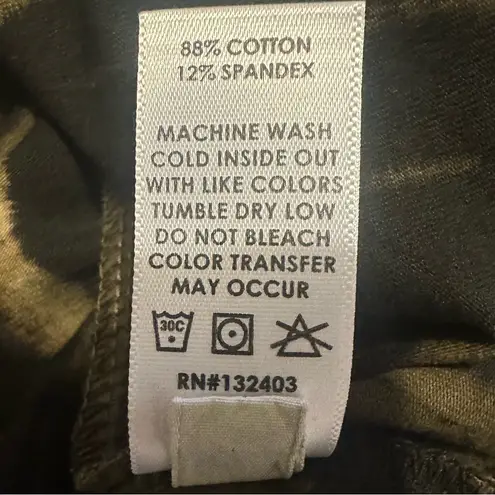 88% COTTON
12% SPANDEX
MACHINE WASH
COLD INSIDE OUT
WITH LIKE COLORS
TUMBLE DRY LOW
DO NOT BLEACH
COLOR TRANSFER
MAY OCCUR
30C
RN#132403